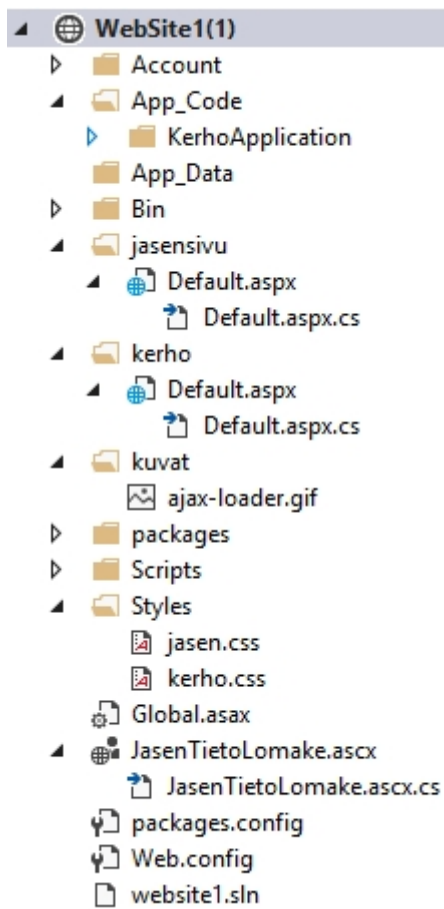 WebSite1(1)
Account
App_Code
KerhoApplication
App_Data
Bin
jasensivu
Default.aspx
Default.aspx.cs
kerho
Default.aspx
Default.aspx.cs
kuvat
ajax-loader.gif
packages
Scripts
Styles
jasen.css
kerho.css
Global.asax
JasenTietoLomake.ascx
JasenTietoLomake.ascx.cs
packages.config
Web.config
website1.sln